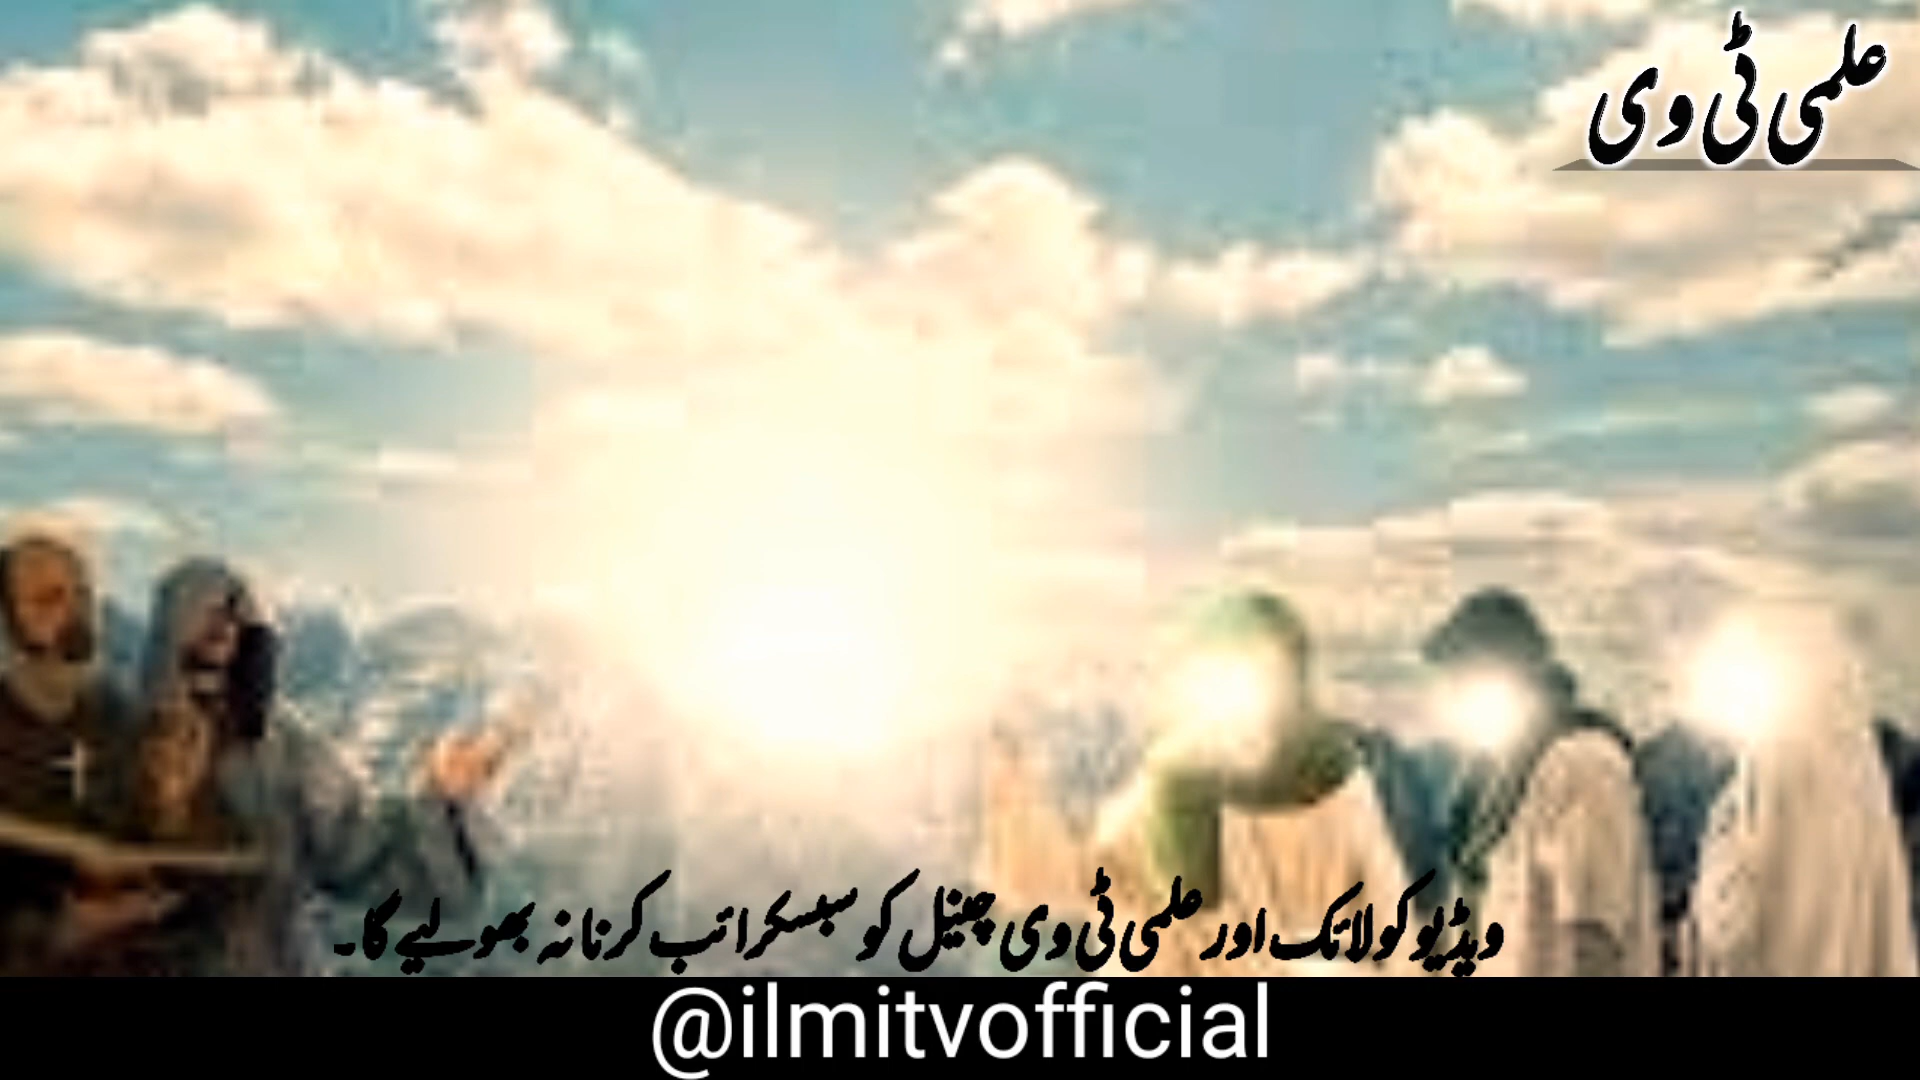 علمی ٹی وی
ویڈیو کو لائک اور علمی ٹی وی چینل کو سبسکرائب کرنا نہ بھولیے گا۔
@ilmitvofficial